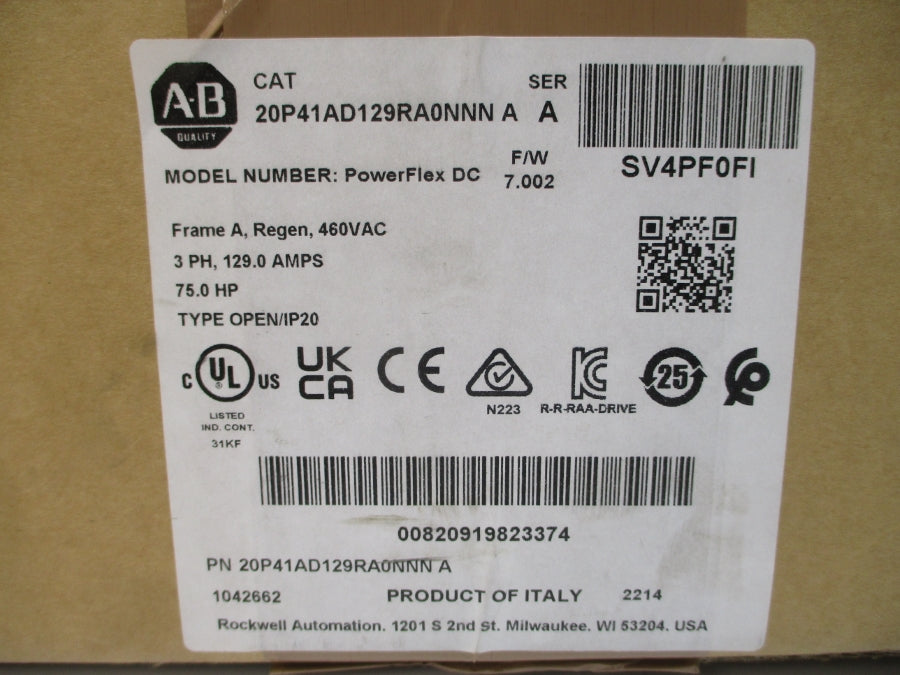 A-B
QUALITY
CAT
20P41AD129RA0NNN A
SER
A
MODEL NUMBER: PowerFlex DC
F/W
7.002
SV4PF0FI
Frame A, Regen, 460VAC
3 PH, 129.0 AMPS
75.0 HP
TYPE OPEN/IP20
C UL US
®
LISTED
IND. CONT.
31KF
UK
CA
CE
N223
KC
R-R-RAA-DRIVE
25
00820919823374
PN 20P41AD129RA0NNN A
1042662
PRODUCT OF ITALY
2214
Rockwell Automation. 1201 S 2nd St. Milwaukee. WI 53204. USA